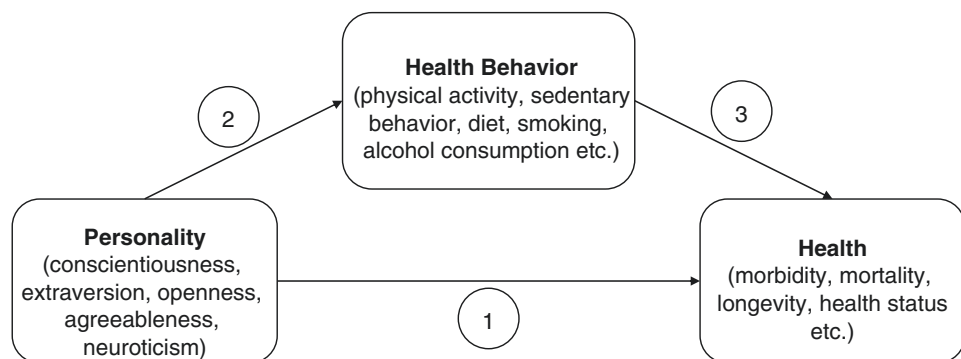 Health Behavior
(physical activity, sedentary
behavior, diet, smoking,
alcohol consumption etc.)
2
3
Personality
(conscientiousness,
extraversion, openness,
agreeableness,
neuroticism)
1
Health
(morbidity, mortality,
longevity, health status
etc.)